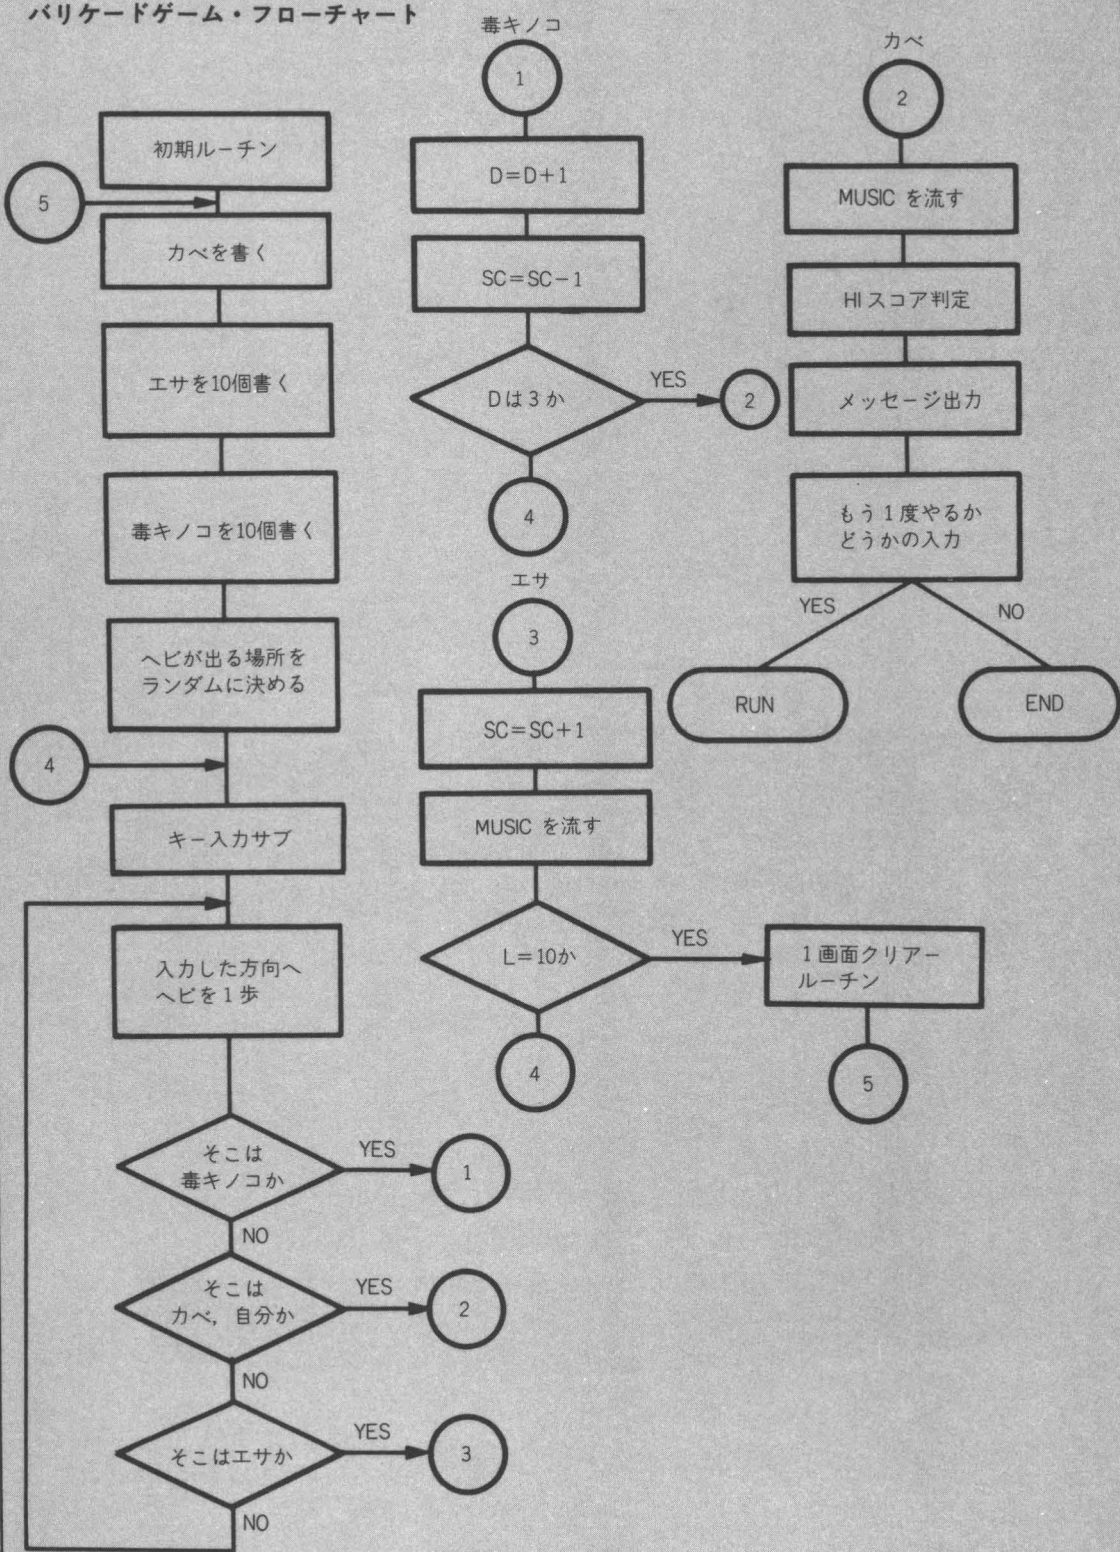 バリケードゲーム・フローチャート
初期ルーチン
5
カべを書く
エサを10個書く
毒キノコを10個書く
ヘビが出る場所を
ランダムに決める
4
キー入力サブ
入力した方向へ
ヘビを1歩
そこは
毒キノコか
YES
1
NO
そこは
カべ，自分か
YES
2
NO
そこはエサか
YES
3
NO
毒キノコ
1
D=D+1
SC=SC−1
Dは3か
YES
2
4
エサ
3
SC=SC+1
MUSIC を流す
L=10か
YES
1画面クリアー
ルーチン
5
4
カべ
2
MUSIC を流す
HIスコア判定
メッセージ出力
もう1度やるか
どうかの入力
YES
NO
RUN
END